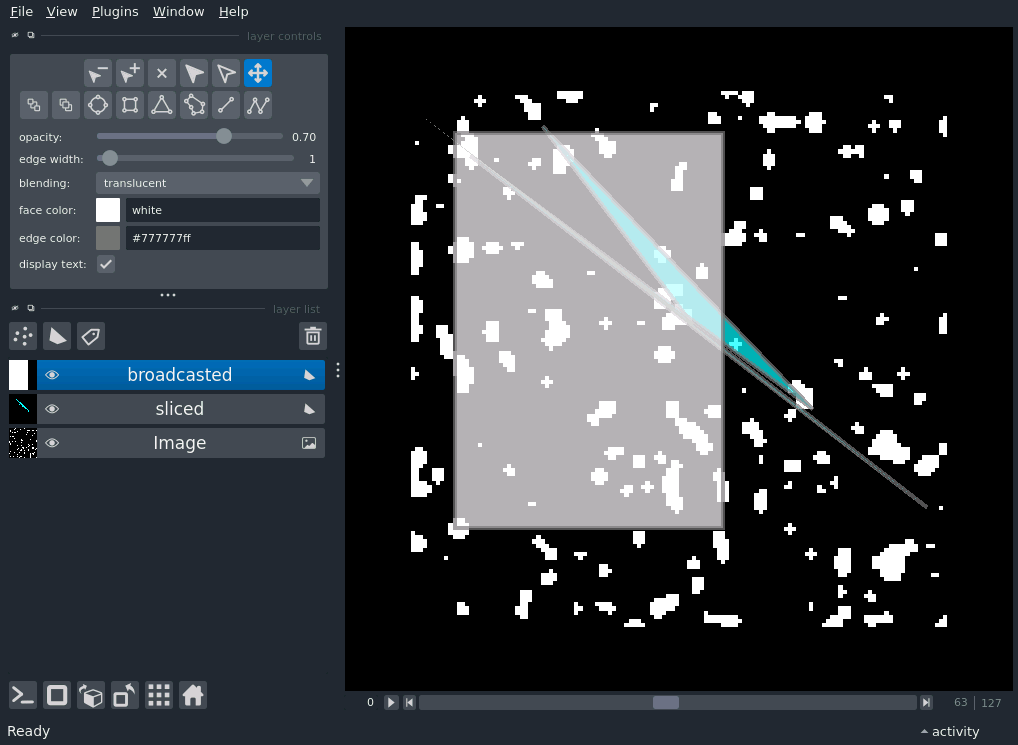 File View Plugins Window Help
layer controls
opacity: 0.70
edge width: 1
blending: translucent
face color: white
edge color: #777777ff
display text:
layer list
broadcasted
sliced
Image
0 63 127
Ready activity